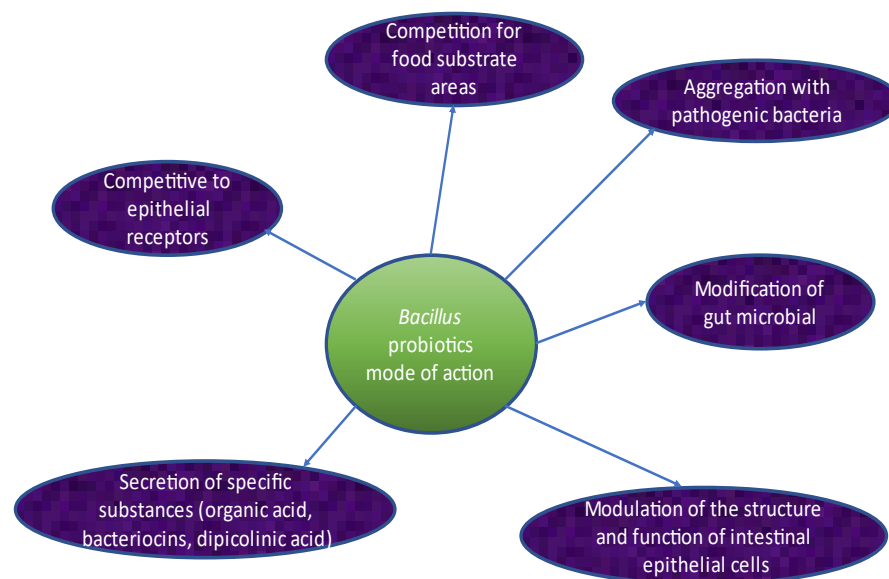 Competition for
food substrate
areas
Aggregation with
pathogenic bacteria
Competitive to
epithelial
receptors
Modification of
gut microbial
Bacillus
probiotics
mode of action
Secretion of specific
substances (organic acid,
bacteriocins, dipicolinic acid)
Modulation of the structure
and function of intestinal
epithelial cells